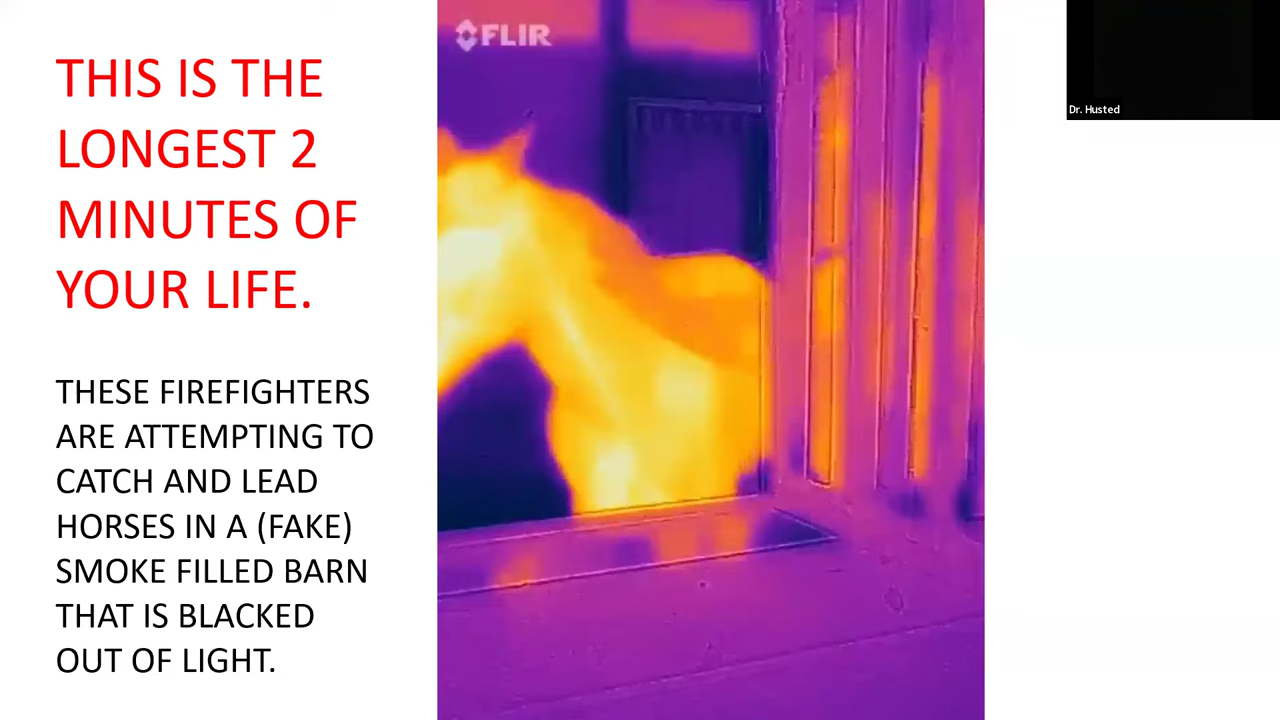 THIS IS THE
LONGEST 2
MINUTES OF
YOUR LIFE.
THESE FIREFIGHTERS
ARE ATTEMPTING TO
CATCH AND LEAD
HORSES IN A (FAKE)
SMOKE FILLED BARN
THAT IS BLACKED
OUT OF LIGHT.
FLIR
Dr. Husted